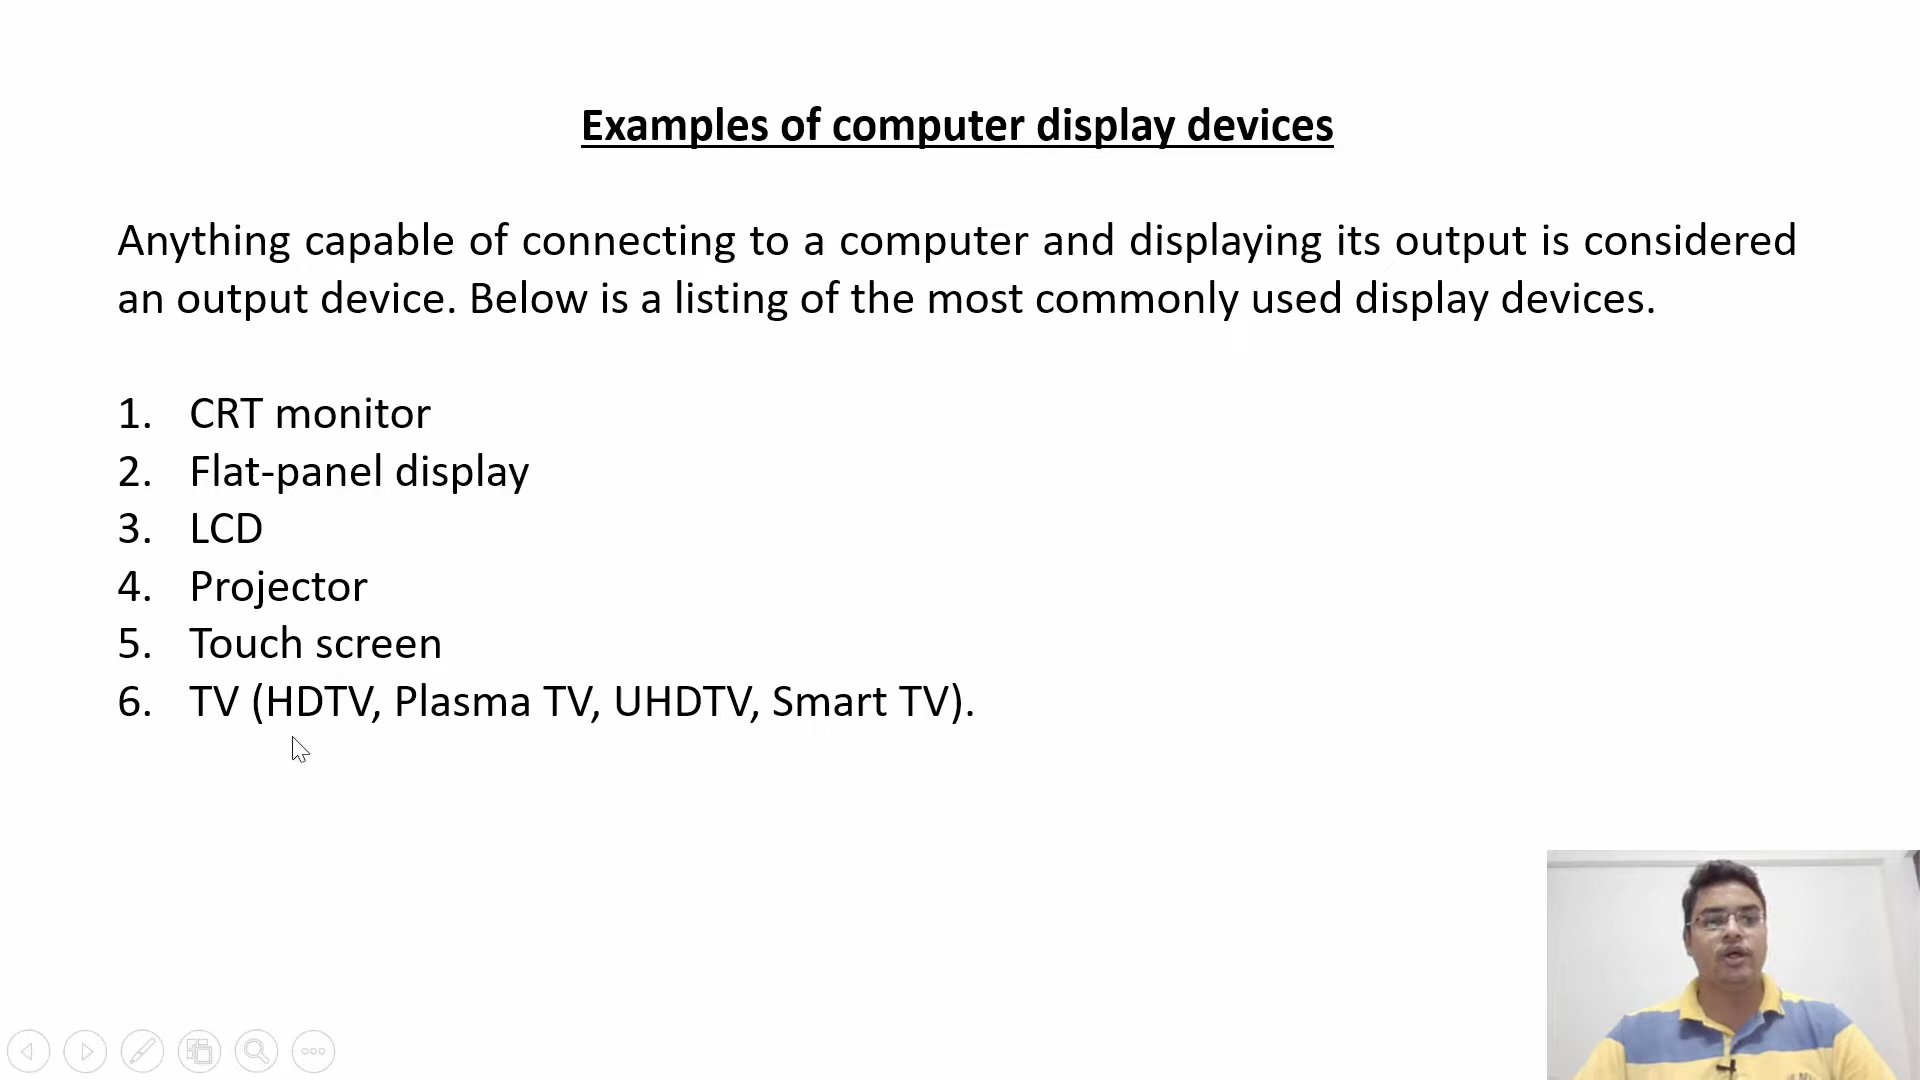 Examples of computer display devices
Anything capable of connecting to a computer and displaying its output is considered
an output device. Below is a listing of the most commonly used display devices.
1. CRT monitor
2. Flat-panel display
3. LCD
4. Projector
5. Touch screen
6. TV (HDTV, Plasma TV, UHDTV, Smart TV).